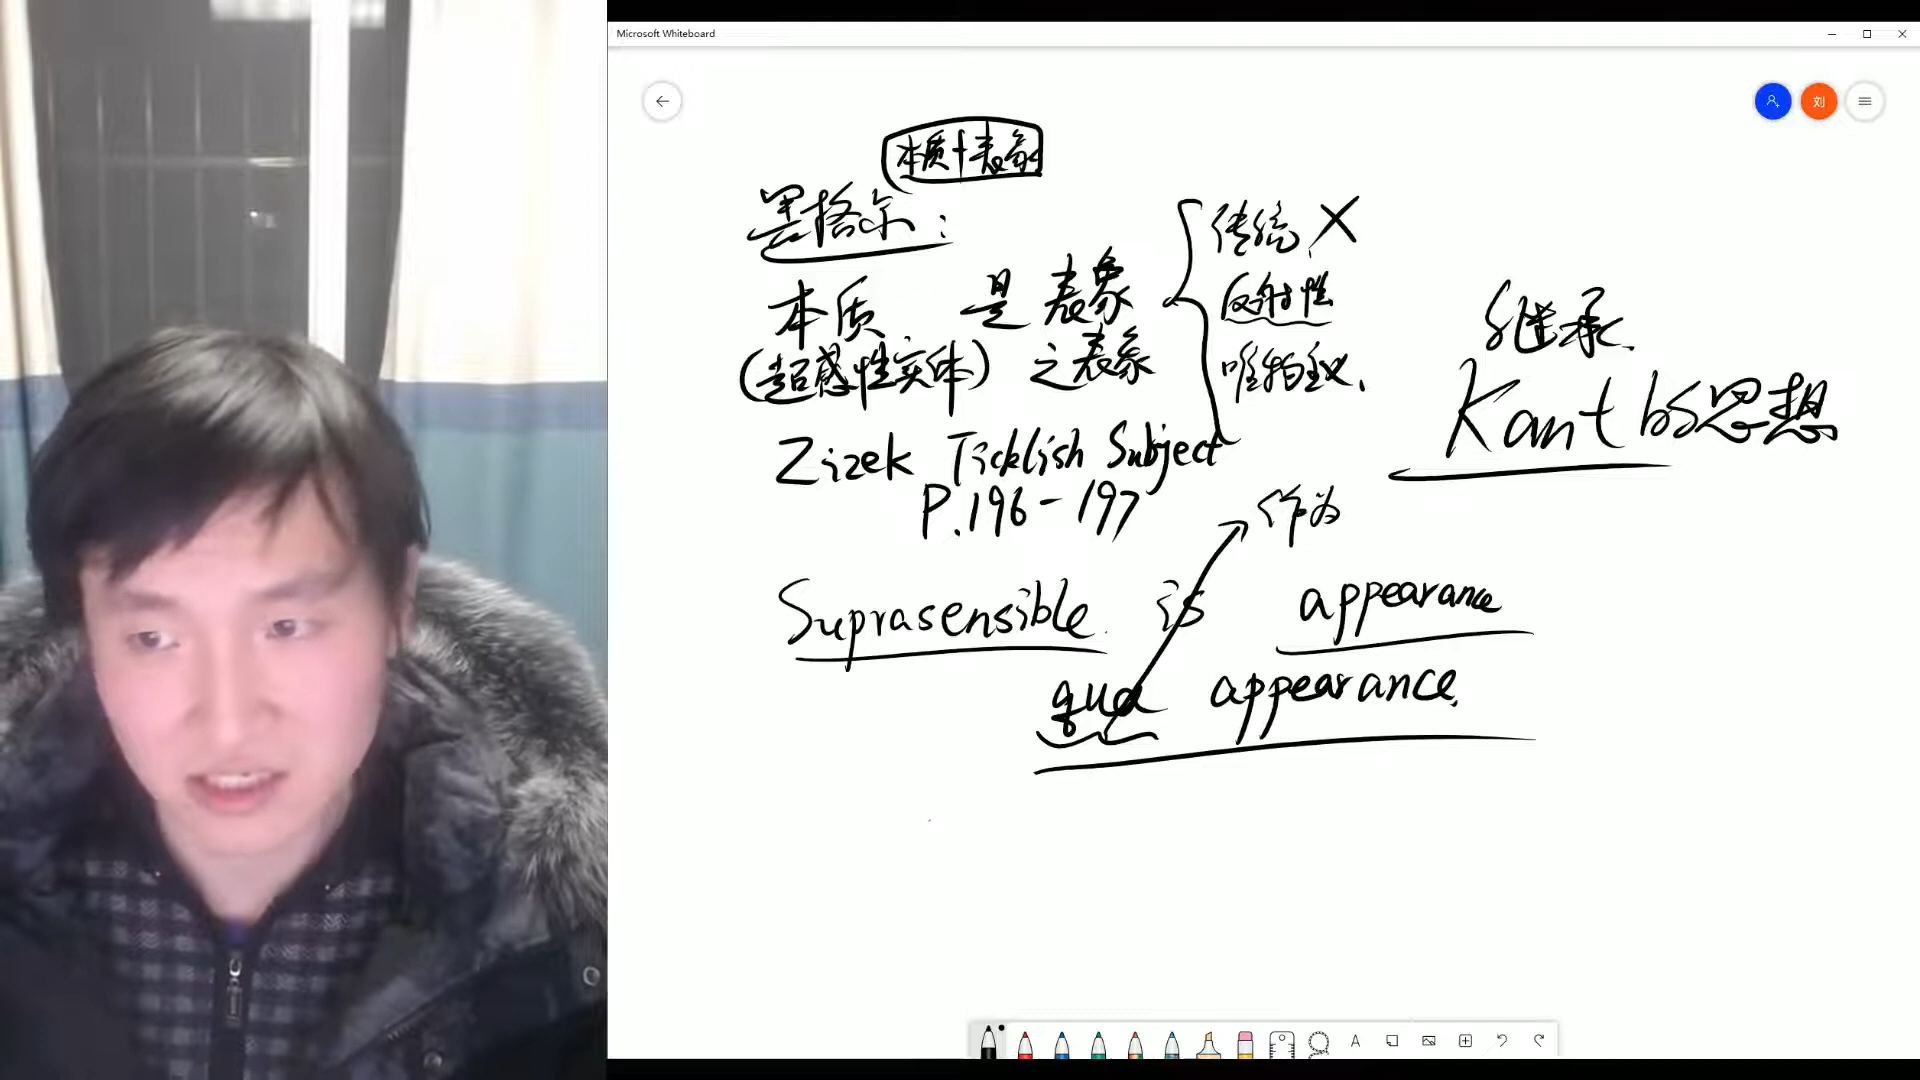 Microsoft Whiteboard
刘
本质+表象
黑格尔:
本质 是表象
(超感性实体) 之表象
传统 X
反射性
唯物主义.
继承.
Kant的思想
Zizek Ticklish Subject
P.196-197
作为
Suprasensible is appearance
qua appearance.
A